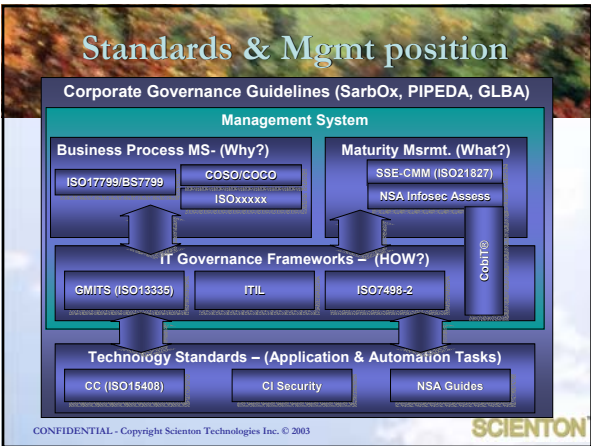 Standards & Mgmt position
Corporate Governance Guidelines (SarbOx, PIPEDA, GLBA)
Management System
Business Process MS- (Why?)
ISO17799/BS7799
COSO/COCO
ISOxxxxx
Maturity Msrmt. (What?)
SSE-CMM (ISO21827)
NSA Infosec Assess
CobiT®
IT Governance Frameworks – (HOW?)
GMITS (ISO13335)
ITIL
ISO7498-2
Technology Standards – (Application & Automation Tasks)
CC (ISO15408)
CI Security
NSA Guides
CONFIDENTIAL - Copyright Scienton Technologies Inc. © 2003
SCIENTON